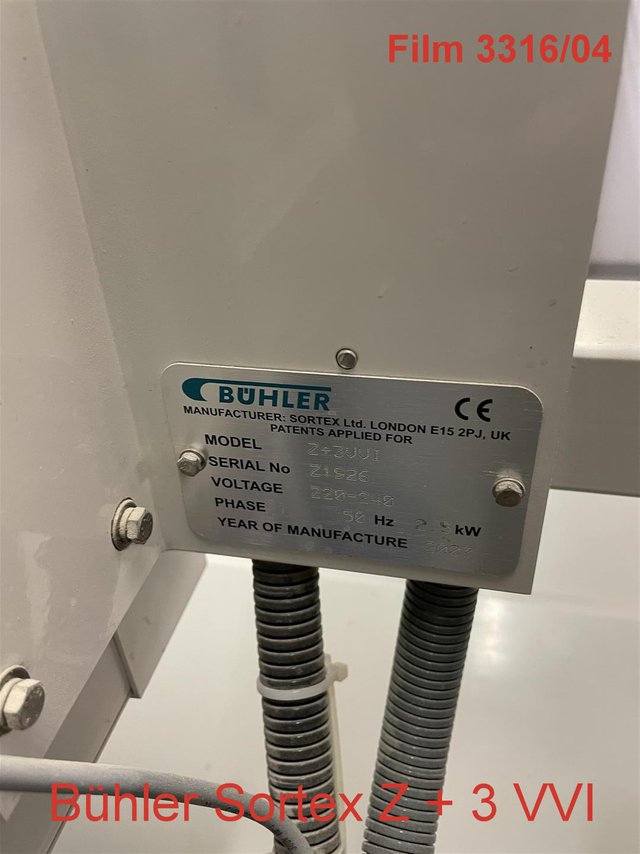 Film 3316/04
BÜHLER
CE
MANUFACTURER: SORTEX Ltd. LONDON E15 2PJ, UK
PATENTS APPLIED FOR
MODEL Z+3VVI
SERIAL No Z1926
VOLTAGE 220-240
PHASE 50 Hz kW
YEAR OF MANUFACTURE
Bühler Sortex Z + 3 VVI